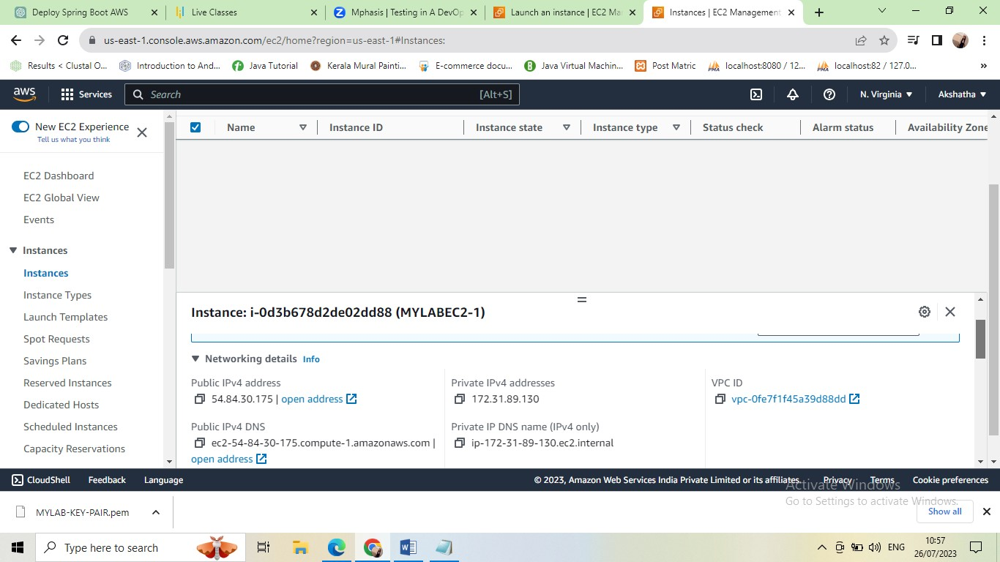 Deploy Spring Boot AWS
Live Classes
Mphasis | Testing in A DevOp
Launch an instance | EC2 Ma
Instances | EC2 Management
us-east-1.console.aws.amazon.com/ec2/home?region=us-east-1#Instances:
Results < Clustal O...
Introduction to And...
Java Tutorial
Kerala Mural Painti...
E-commerce docu...
Java Virtual Machin...
Post Matric
localhost:8080 / 12...
localhost:82 / 127.0...
»
aws
Services
Search
[Alt+S]
N. Virginia
Akshatha
New EC2 Experience
Tell us what you think
EC2 Dashboard
EC2 Global View
Events
Instances
Instances
Instance Types
Launch Templates
Spot Requests
Savings Plans
Reserved Instances
Dedicated Hosts
Scheduled Instances
Capacity Reservations
Name
Instance ID
Instance state
Instance type
Status check
Alarm status
Availability Zone
Instance: i-0d3b678d2de02dd88 (MYLABEC2-1)
Networking details Info
Public IPv4 address
54.84.30.175 | open address
Private IPv4 addresses
172.31.89.130
VPC ID
vpc-0fe7f1f45a39d88dd
Public IPv4 DNS
ec2-54-84-30-175.compute-1.amazonaws.com |
open address
Private IP DNS name (IPv4 only)
ip-172-31-89-130.ec2.internal
CloudShell
Feedback
Language
© 2023, Amazon Web Services India Private Limited or its affiliates.
Privacy
Terms
Cookie preferences
Activate Windows
Go to Settings to activate Windows.
MYLAB-KEY-PAIR.pem
Show all
Type here to search
ENG
10:57
26/07/2023